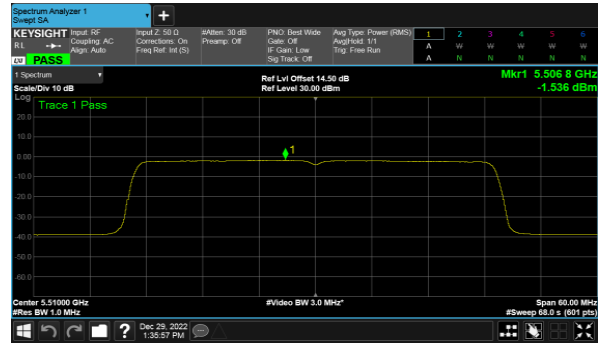 Spectrum Analyzer 1
Swept SA
+
KEYSIGHT Input: RF Input Z: 50 Ω #Atten: 30 dB PNO: Best Wide Avg Type: Power (RMS) 1 2 3 4 5 6
RL Coupling: AC Corrections: On Preamp: Off Gate: Off Avg|Hold: 1/1 A W W W W W
Align: Auto Freq Ref: Int (S) IF Gain: Low Trig: Free Run
LXI PASS Sig Track: Off A N N N N N
1 Spectrum Ref Lvl Offset 14.50 dB Mkr1 5.506 8 GHz
Scale/Div 10 dB Ref Level 30.00 dBm -1.536 dBm
Log Trace 1 Pass
20.0
10.0
1
0.00
-10.0
-20.0
-30.0
-40.0
-50.0
-60.0
Center 5.51000 GHz #Video BW 3.0 MHz* Span 60.00 MHz
#Res BW 1.0 MHz #Sweep 68.0 s (601 pts)
? Dec 29, 2022
1:35:57 PM